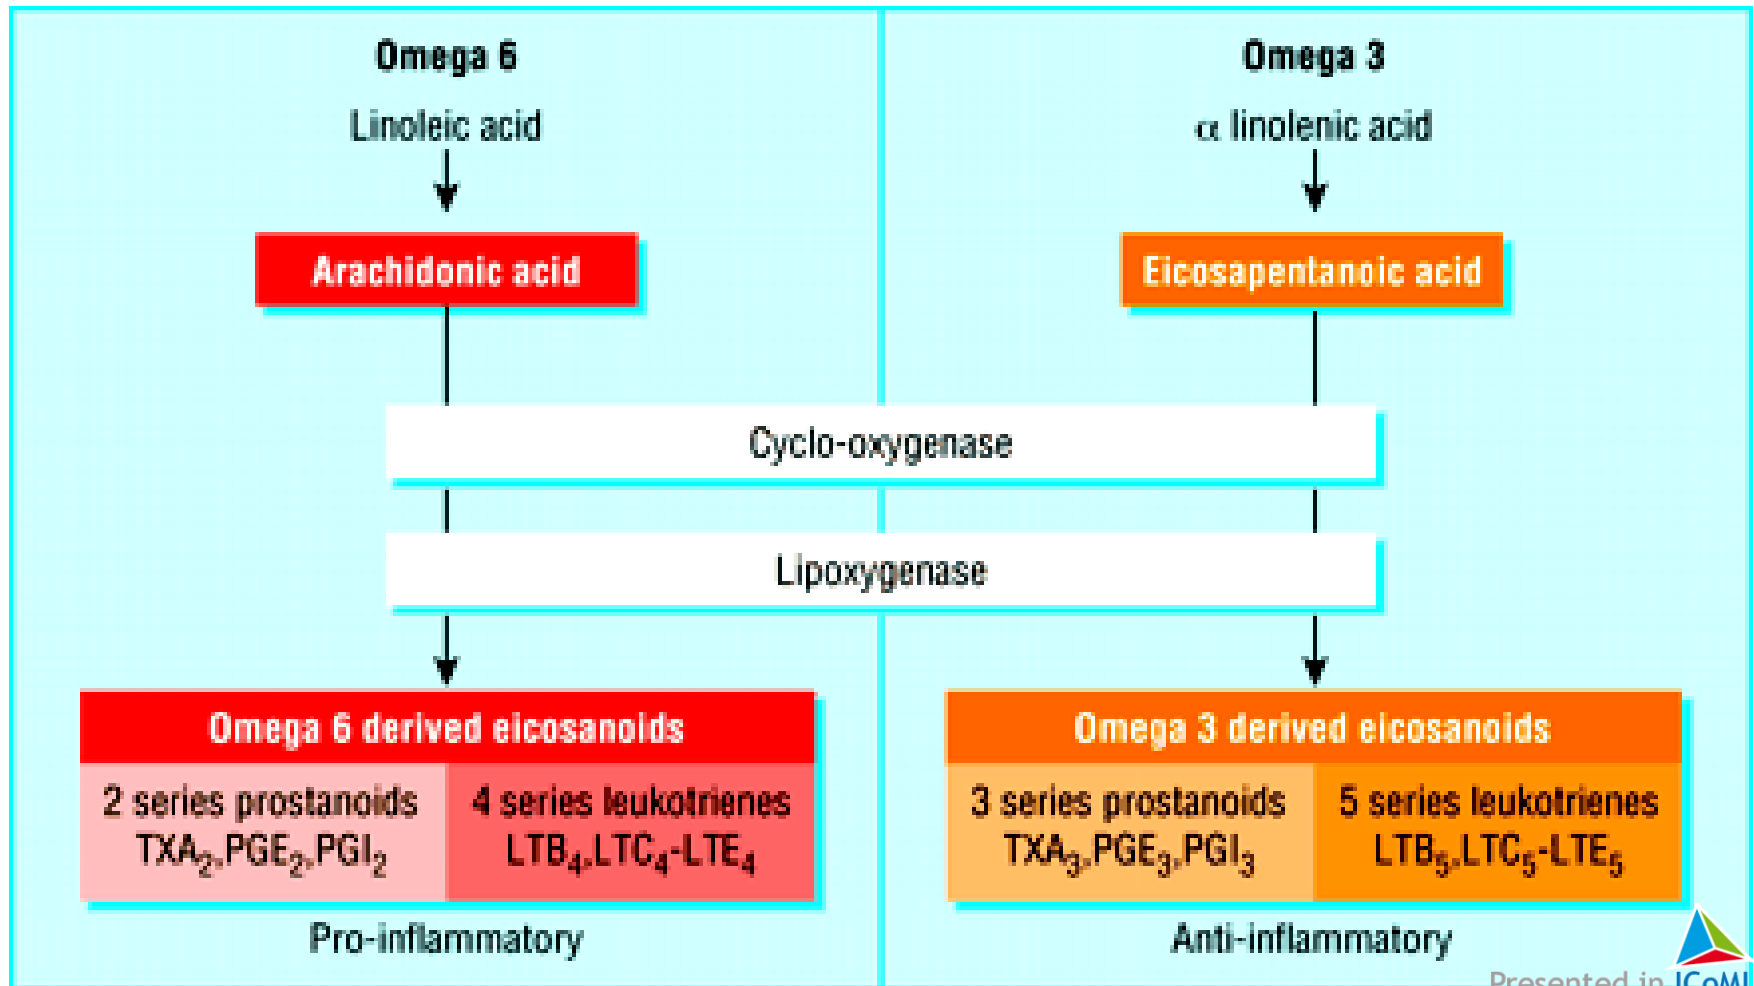 Omega 6
Linoleic acid
Arachidonic acid
Omega 3
α linolenic acid
Eicosapentanoic acid
Cyclo-oxygenase
Lipoxygenase
Omega 6 derived eicosanoids
2 series prostanoids
TXA₂,PGE₂,PGI₂
4 series leukotrienes
LTB₄,LTC₄-LTE₄
Pro-inflammatory
Omega 3 derived eicosanoids
3 series prostanoids
TXA₃,PGE₃,PGI₃
5 series leukotrienes
LTB₅,LTC₅-LTE₅
Anti-inflammatory
Presented in